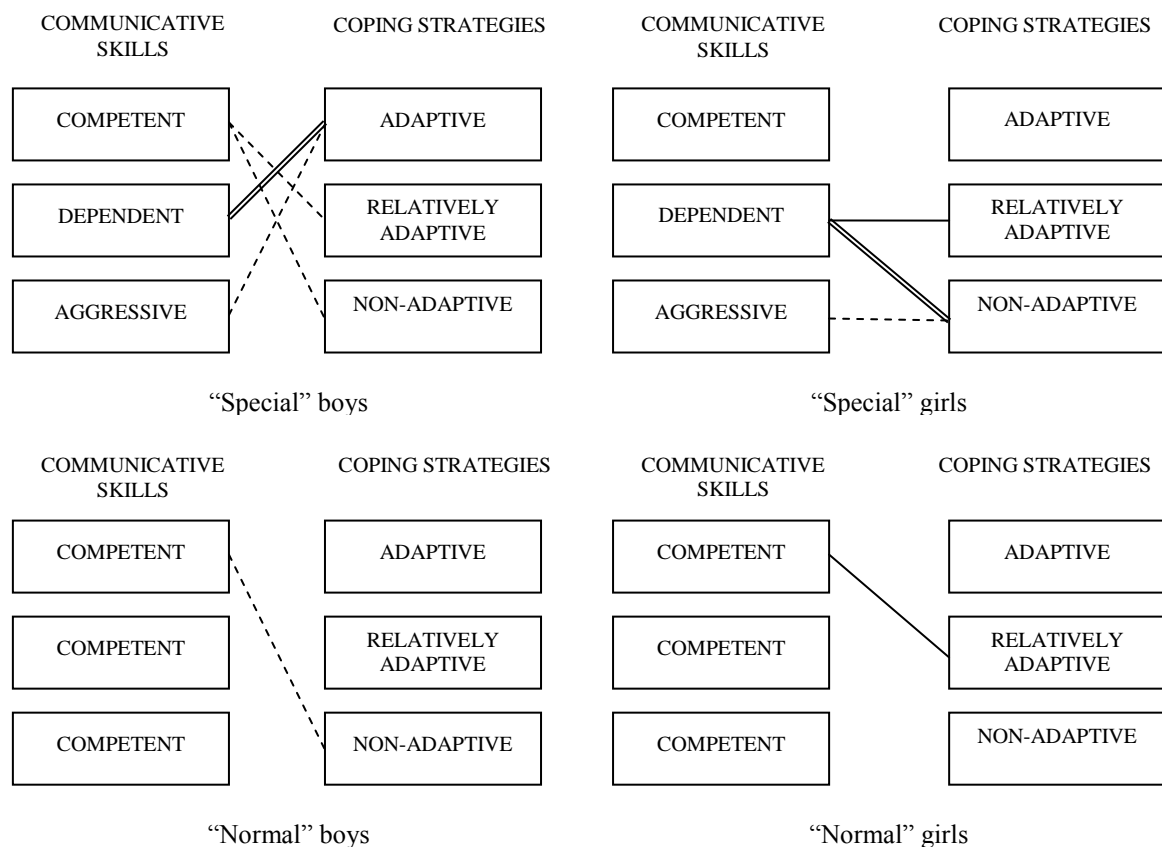 COMMUNICATIVE
SKILLS
COPING STRATEGIES
COMPETENT
ADAPTIVE
DEPENDENT
RELATIVELY
ADAPTIVE
AGGRESSIVE
NON-ADAPTIVE
“Special” boys
COMMUNICATIVE
SKILLS
COPING STRATEGIES
COMPETENT
ADAPTIVE
DEPENDENT
RELATIVELY
ADAPTIVE
AGGRESSIVE
NON-ADAPTIVE
“Special” girls
COMMUNICATIVE
SKILLS
COPING STRATEGIES
COMPETENT
ADAPTIVE
COMPETENT
RELATIVELY
ADAPTIVE
COMPETENT
NON-ADAPTIVE
“Normal” boys
COMMUNICATIVE
SKILLS
COPING STRATEGIES
COMPETENT
ADAPTIVE
COMPETENT
RELATIVELY
ADAPTIVE
COMPETENT
NON-ADAPTIVE
“Normal” girls